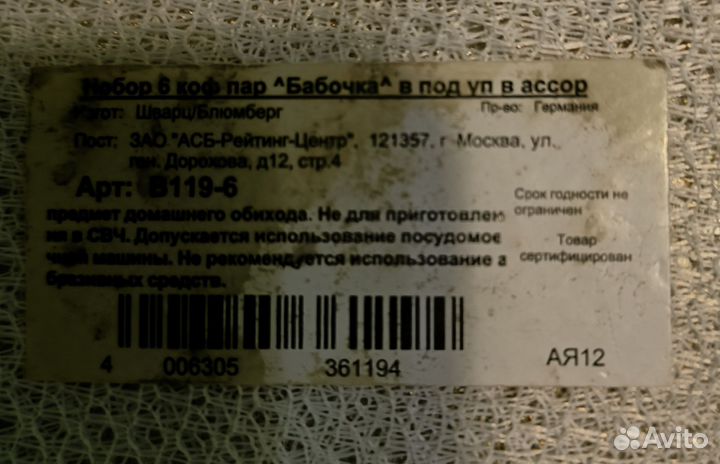 Набор 6 коф пар ^Бабочка^ в под уп в ассор
Изгот: Шварц/Блюмберг Пр-во: Германия
Пост: ЗАО "АСБ-Рейтинг-Центр", 121357, г Москва, ул.
ген. Дорохова, д12, стр.4
Арт: B119-6
Срок годности не
ограничен
предмет домашнего обихода. Не для приготовлен
ия в СВЧ. Допускается использование посудомое
чной машины. Не рекомендуется использование а
бразивных средств.
Товар
сертифицирован
4 006305 361194
АЯ12
Avito